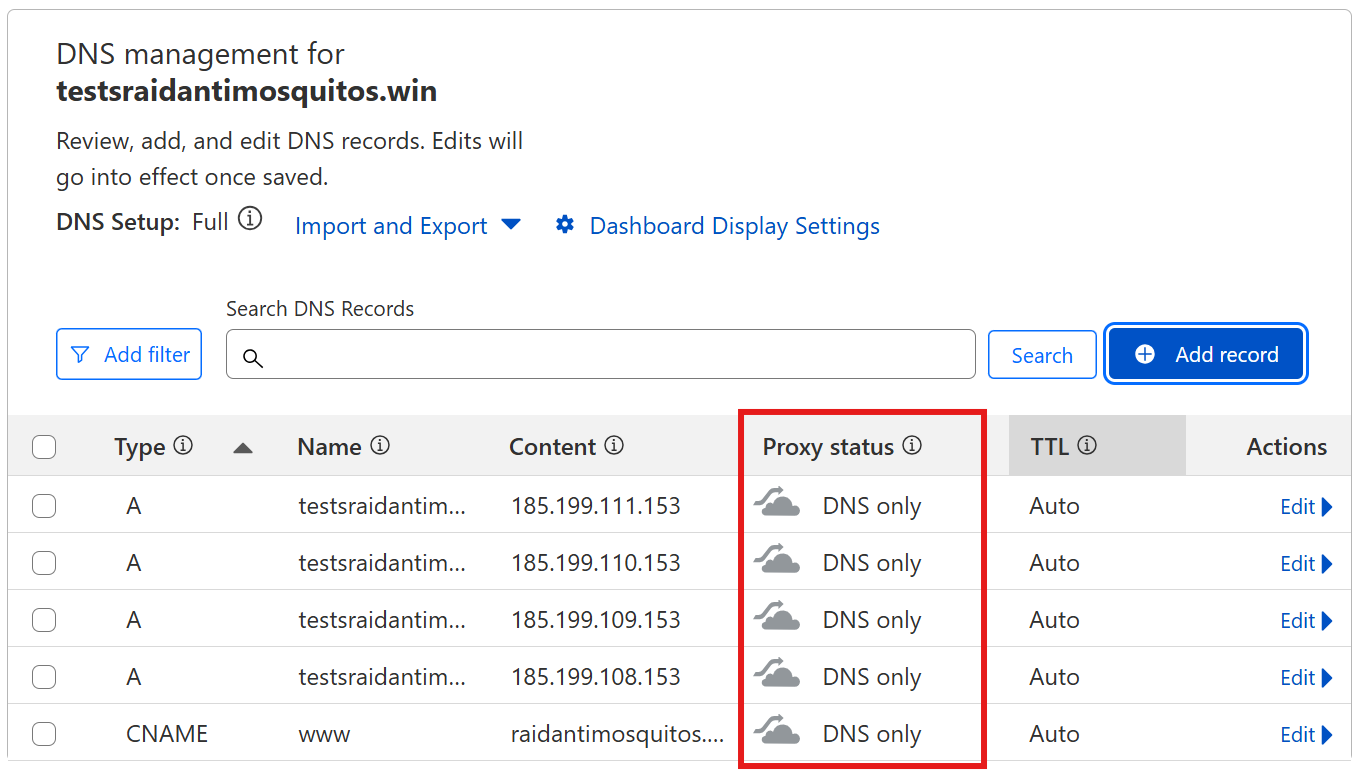 DNS management for
testsraidantimosquitos.win
Review, add, and edit DNS records. Edits will
go into effect once saved.
DNS Setup: Full Import and Export Dashboard Display Settings
Search DNS Records
Add filter Search Add record
Type Name Content Proxy status TTL Actions
A testsraidantim... 185.199.111.153 DNS only Auto Edit
A testsraidantim... 185.199.110.153 DNS only Auto Edit
A testsraidantim... 185.199.109.153 DNS only Auto Edit
A testsraidantim... 185.199.108.153 DNS only Auto Edit
CNAME www raidantimosquitos.... DNS only Auto Edit